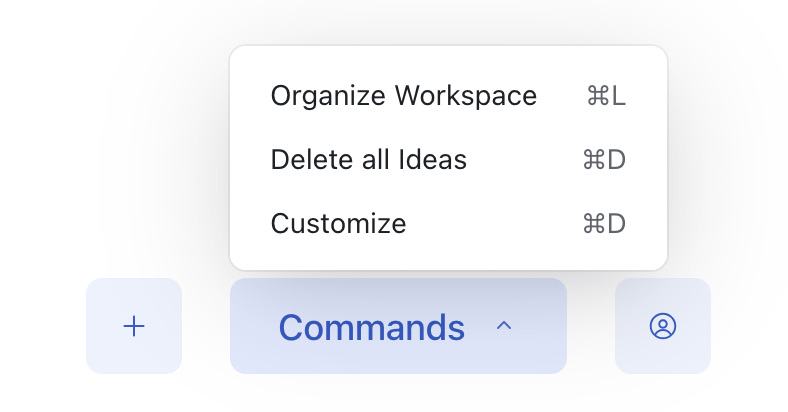 Organize Workspace ⌘L
Delete all Ideas ⌘D
Customize ⌘D
Commands